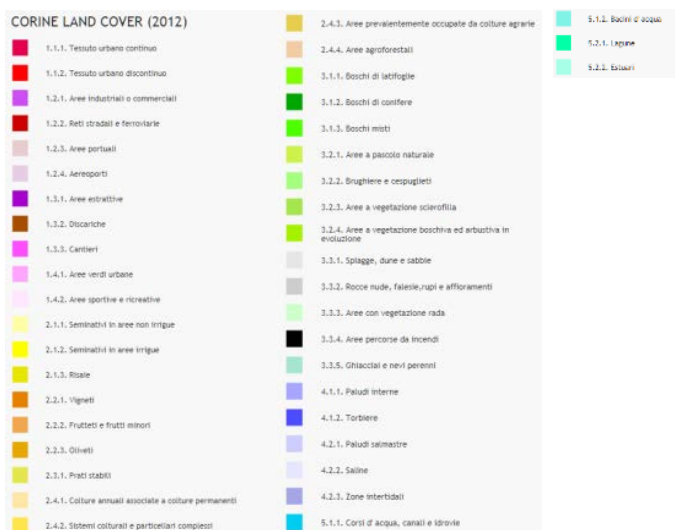 CORINE LAND COVER (2012)
1.1.1. Tessuto urbano continuo
1.1.2. Tessuto urbano discontinuo
1.2.1. Aree industriali o commerciali
1.2.2. Reti stradali e ferroviarie
1.2.3. Aree portuali
1.2.4. Aereoporti
1.3.1. Aree estrattive
1.3.2. Discariche
1.3.3. Cantieri
1.4.1. Aree verdi urbane
1.4.2. Aree sportive e ricreative
2.1.1. Seminativi in aree non irrigue
2.1.2. Seminativi in aree irrigue
2.1.3. Risaie
2.2.1. Vigneti
2.2.2. Frutteti e frutti minori
2.2.3. Oliveti
2.3.1. Prati stabili
2.4.1. Colture annuali associate a colture permanenti
2.4.2. Sistemi colturali e particellari complessi
2.4.3. Aree prevalentemente occupate da colture agrarie
2.4.4. Aree agroforestali
3.1.1. Boschi di latifoglie
3.1.2. Boschi di conifere
3.1.3. Boschi misti
3.2.1. Aree a pascolo naturale
3.2.2. Brughiere e cespuglieti
3.2.3. Aree a vegetazione sclerofilla
3.2.4. Aree a vegetazione boschiva ed arbustiva in
evoluzione
3.3.1. Spiagge, dune e sabbie
3.3.2. Rocce nude, falesie,rupi e affioramenti
3.3.3. Aree con vegetazione rada
3.3.4. Aree percorse da incendi
3.3.5. Ghiacciai e nevi perenni
4.1.1. Paludi interne
4.1.2. Torbiere
4.2.1. Paludi salmastre
4.2.2. Saline
4.2.3. Zone intertidali
5.1.1. Corsi d'acqua, canali e idrovie
5.1.2. Bacini d'acqua
5.2.1. Lagune
5.2.2. Estuari